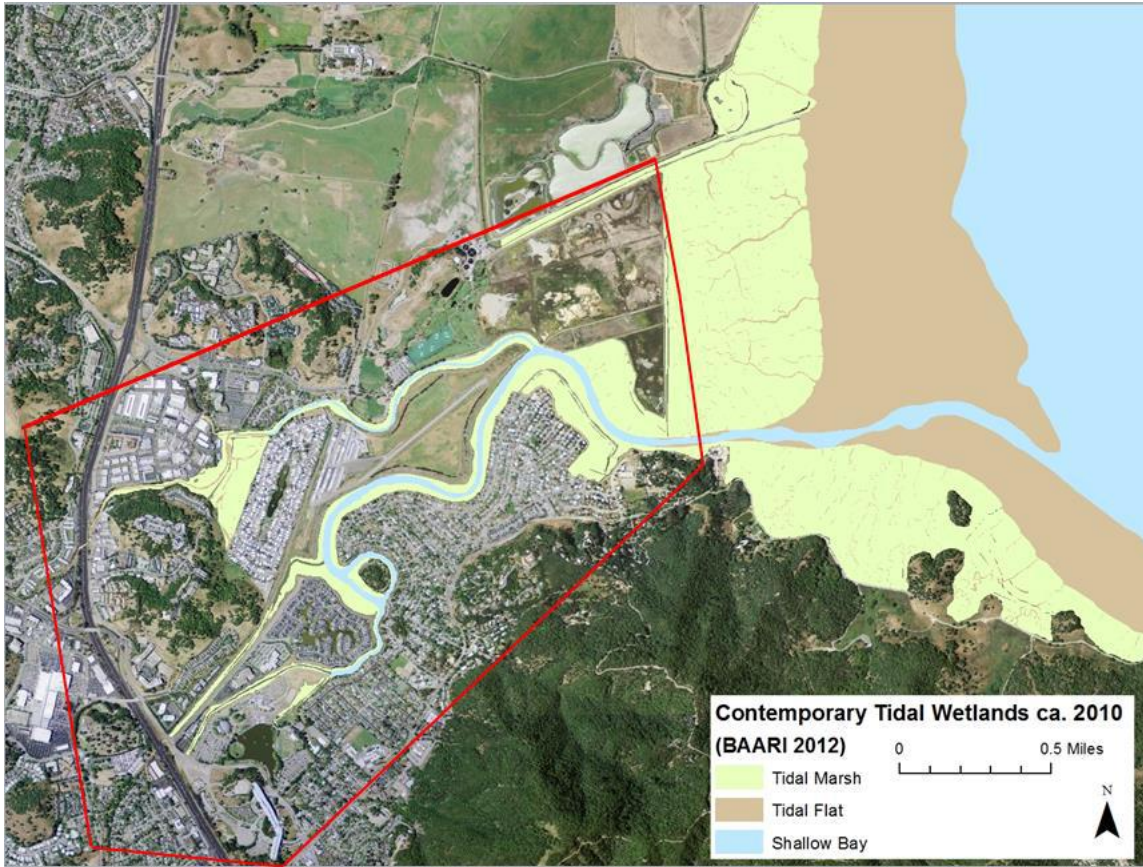 Contemporary Tidal Wetlands ca. 2010
(BAARI 2012)
0 0.5 Miles
Tidal Marsh
Tidal Flat
Shallow Bay
N